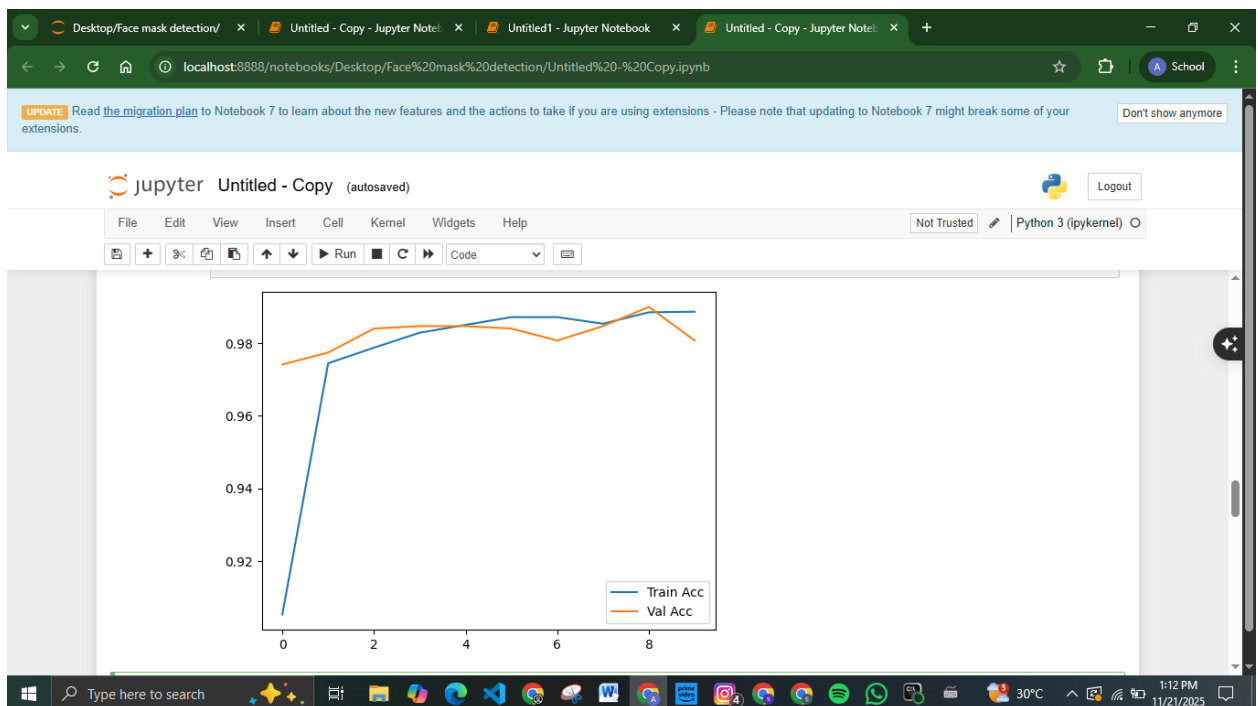 Desktop/Face mask detection/
Untitled - Copy - Jupyter Noteb
Untitled1 - Jupyter Notebook
Untitled - Copy - Jupyter Noteb
localhost:8888/notebooks/Desktop/Face%20mask%20detection/Untitled%20-%20Copy.ipynb
A School
UPDATE Read the migration plan to Notebook 7 to learn about the new features and the actions to take if you are using extensions - Please note that updating to Notebook 7 might break some of your
extensions.
Don't show anymore
jupyter Untitled - Copy (autosaved)
Logout
File Edit View Insert Cell Kernel Widgets Help
Not Trusted
Python 3 (ipykernel)
Run
Code
0.98
0.96
0.94
0.92
Train Acc
Val Acc
0 2 4 6 8
Type here to search
prime
video
4
30°C
1:12 PM
11/21/2025